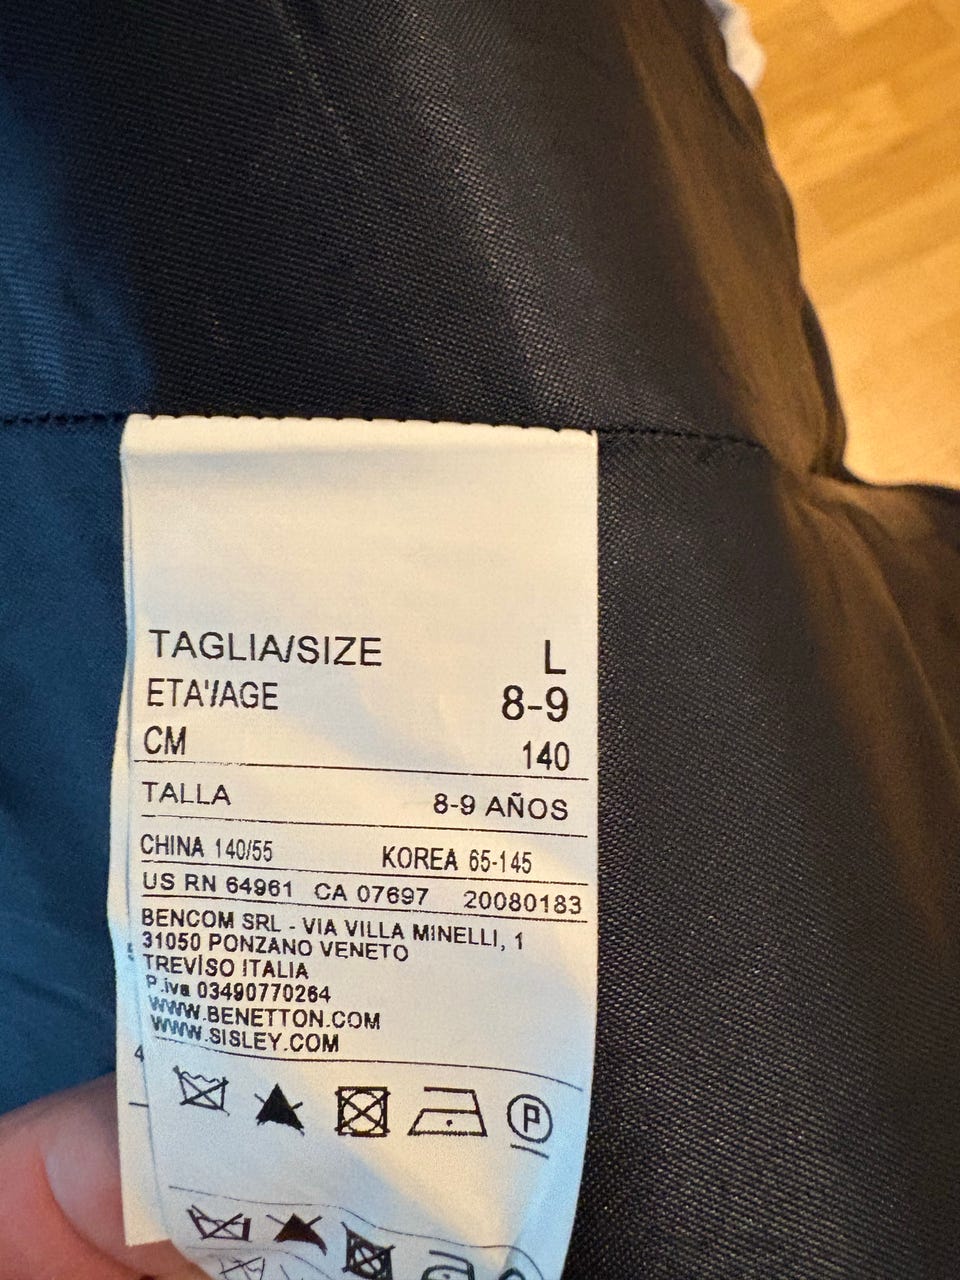 TAGLIA/SIZE L
ETA'/AGE 8-9
CM 140
TALLA 8-9 AÑOS
CHINA 140/55 KOREA 65-145
US RN 64961 CA 07697 20080183
BENCOM SRL - VIA VILLA MINELLI, 1
31050 PONZANO VENETO
TREVISO ITALIA
P.iva 03490770264
WWW.BENETTON.COM
WWW.SISLEY.COM
4
P